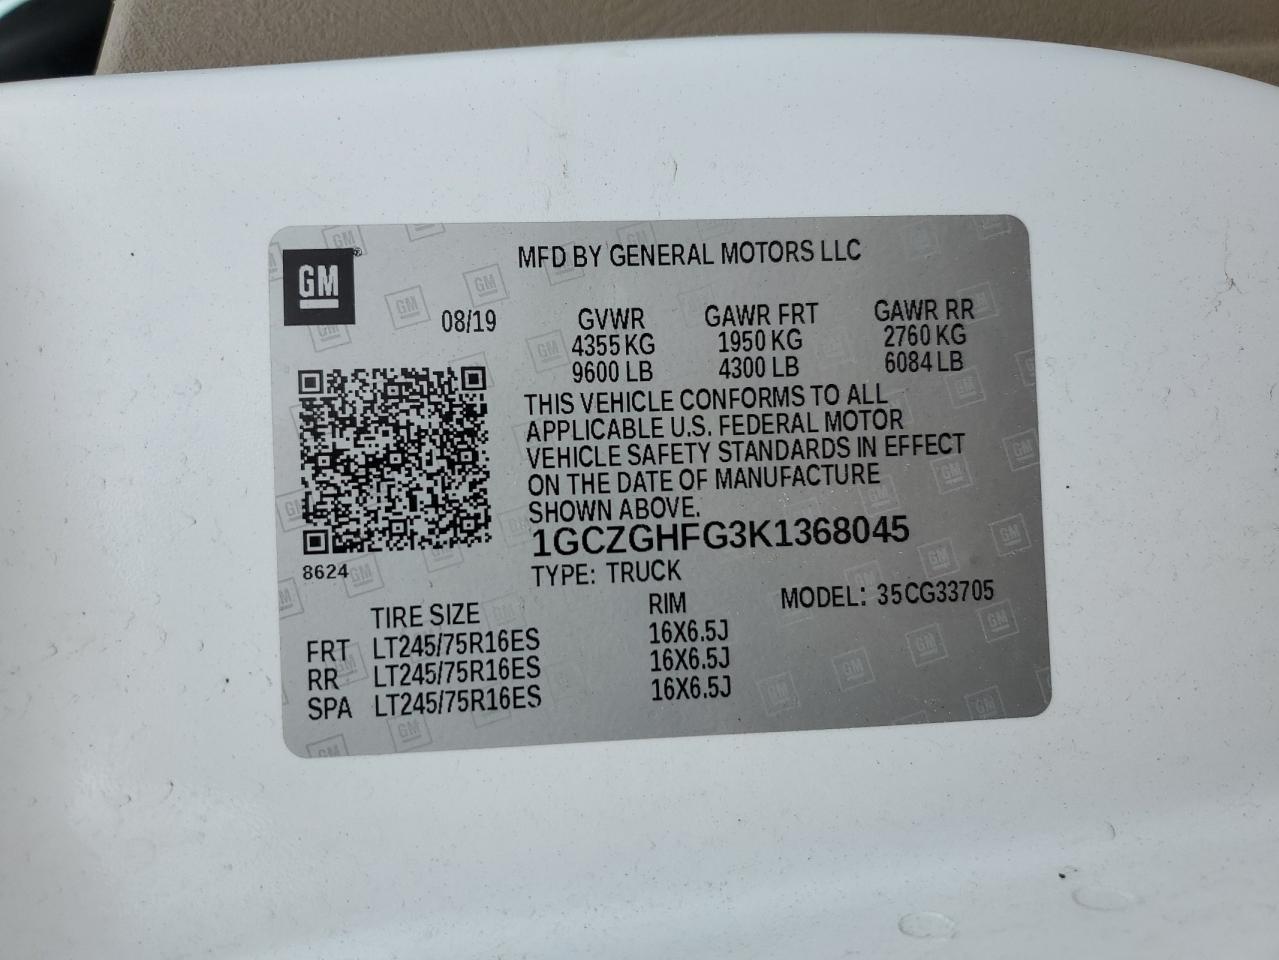 GM
MFD BY GENERAL MOTORS LLC
08/19
GVWR GAWR FRT GAWR RR
4355 KG 1950 KG 2760 KG
9600 LB 4300 LB 6084 LB
THIS VEHICLE CONFORMS TO ALL
APPLICABLE U.S. FEDERAL MOTOR
VEHICLE SAFETY STANDARDS IN EFFECT
ON THE DATE OF MANUFACTURE
SHOWN ABOVE.
1GCZGHFG3K1368045
8624
TYPE: TRUCK
MODEL: 35CG33705
TIRE SIZE RIM
FRT LT245/75R16ES 16X6.5J
RR LT245/75R16ES 16X6.5J
SPA LT245/75R16ES 16X6.5J